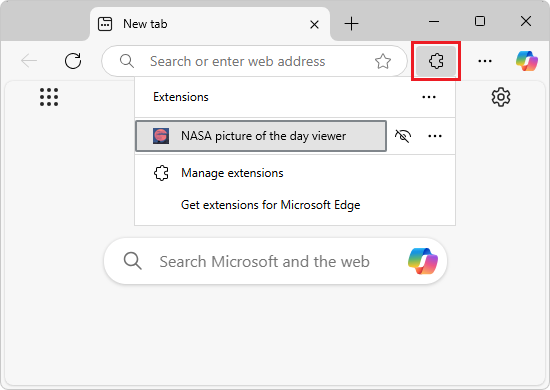 New tab
Search or enter web address
Extensions
NASA picture of the day viewer
Manage extensions
Get extensions for Microsoft Edge
Search Microsoft and the web